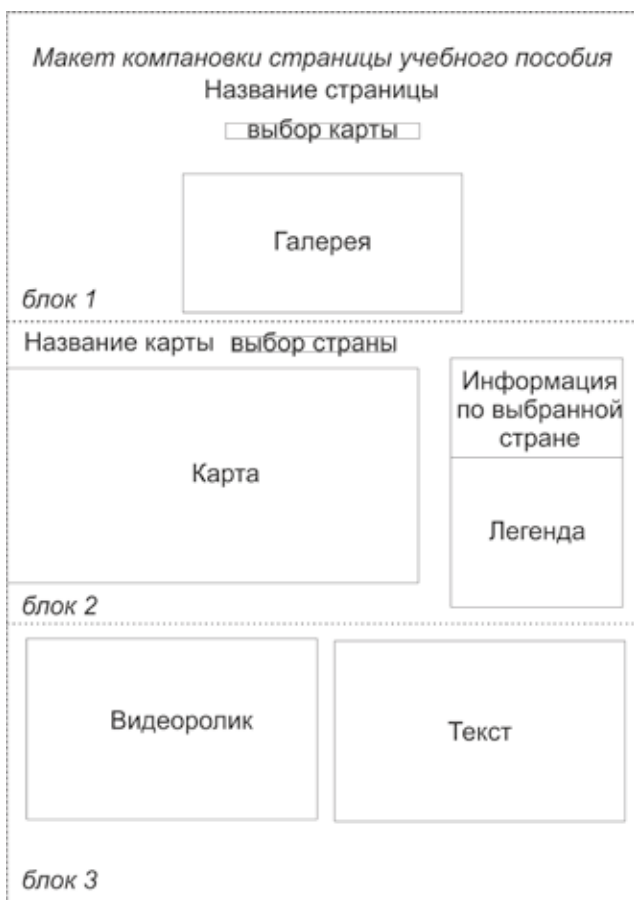 Макет компановки страницы учебного пособия
Название страницы
выбор карты
Галерея
блок 1
Название карты выбор страны
Информация
по выбранной
стране
Карта
Легенда
блок 2
Видеоролик
Текст
блок 3